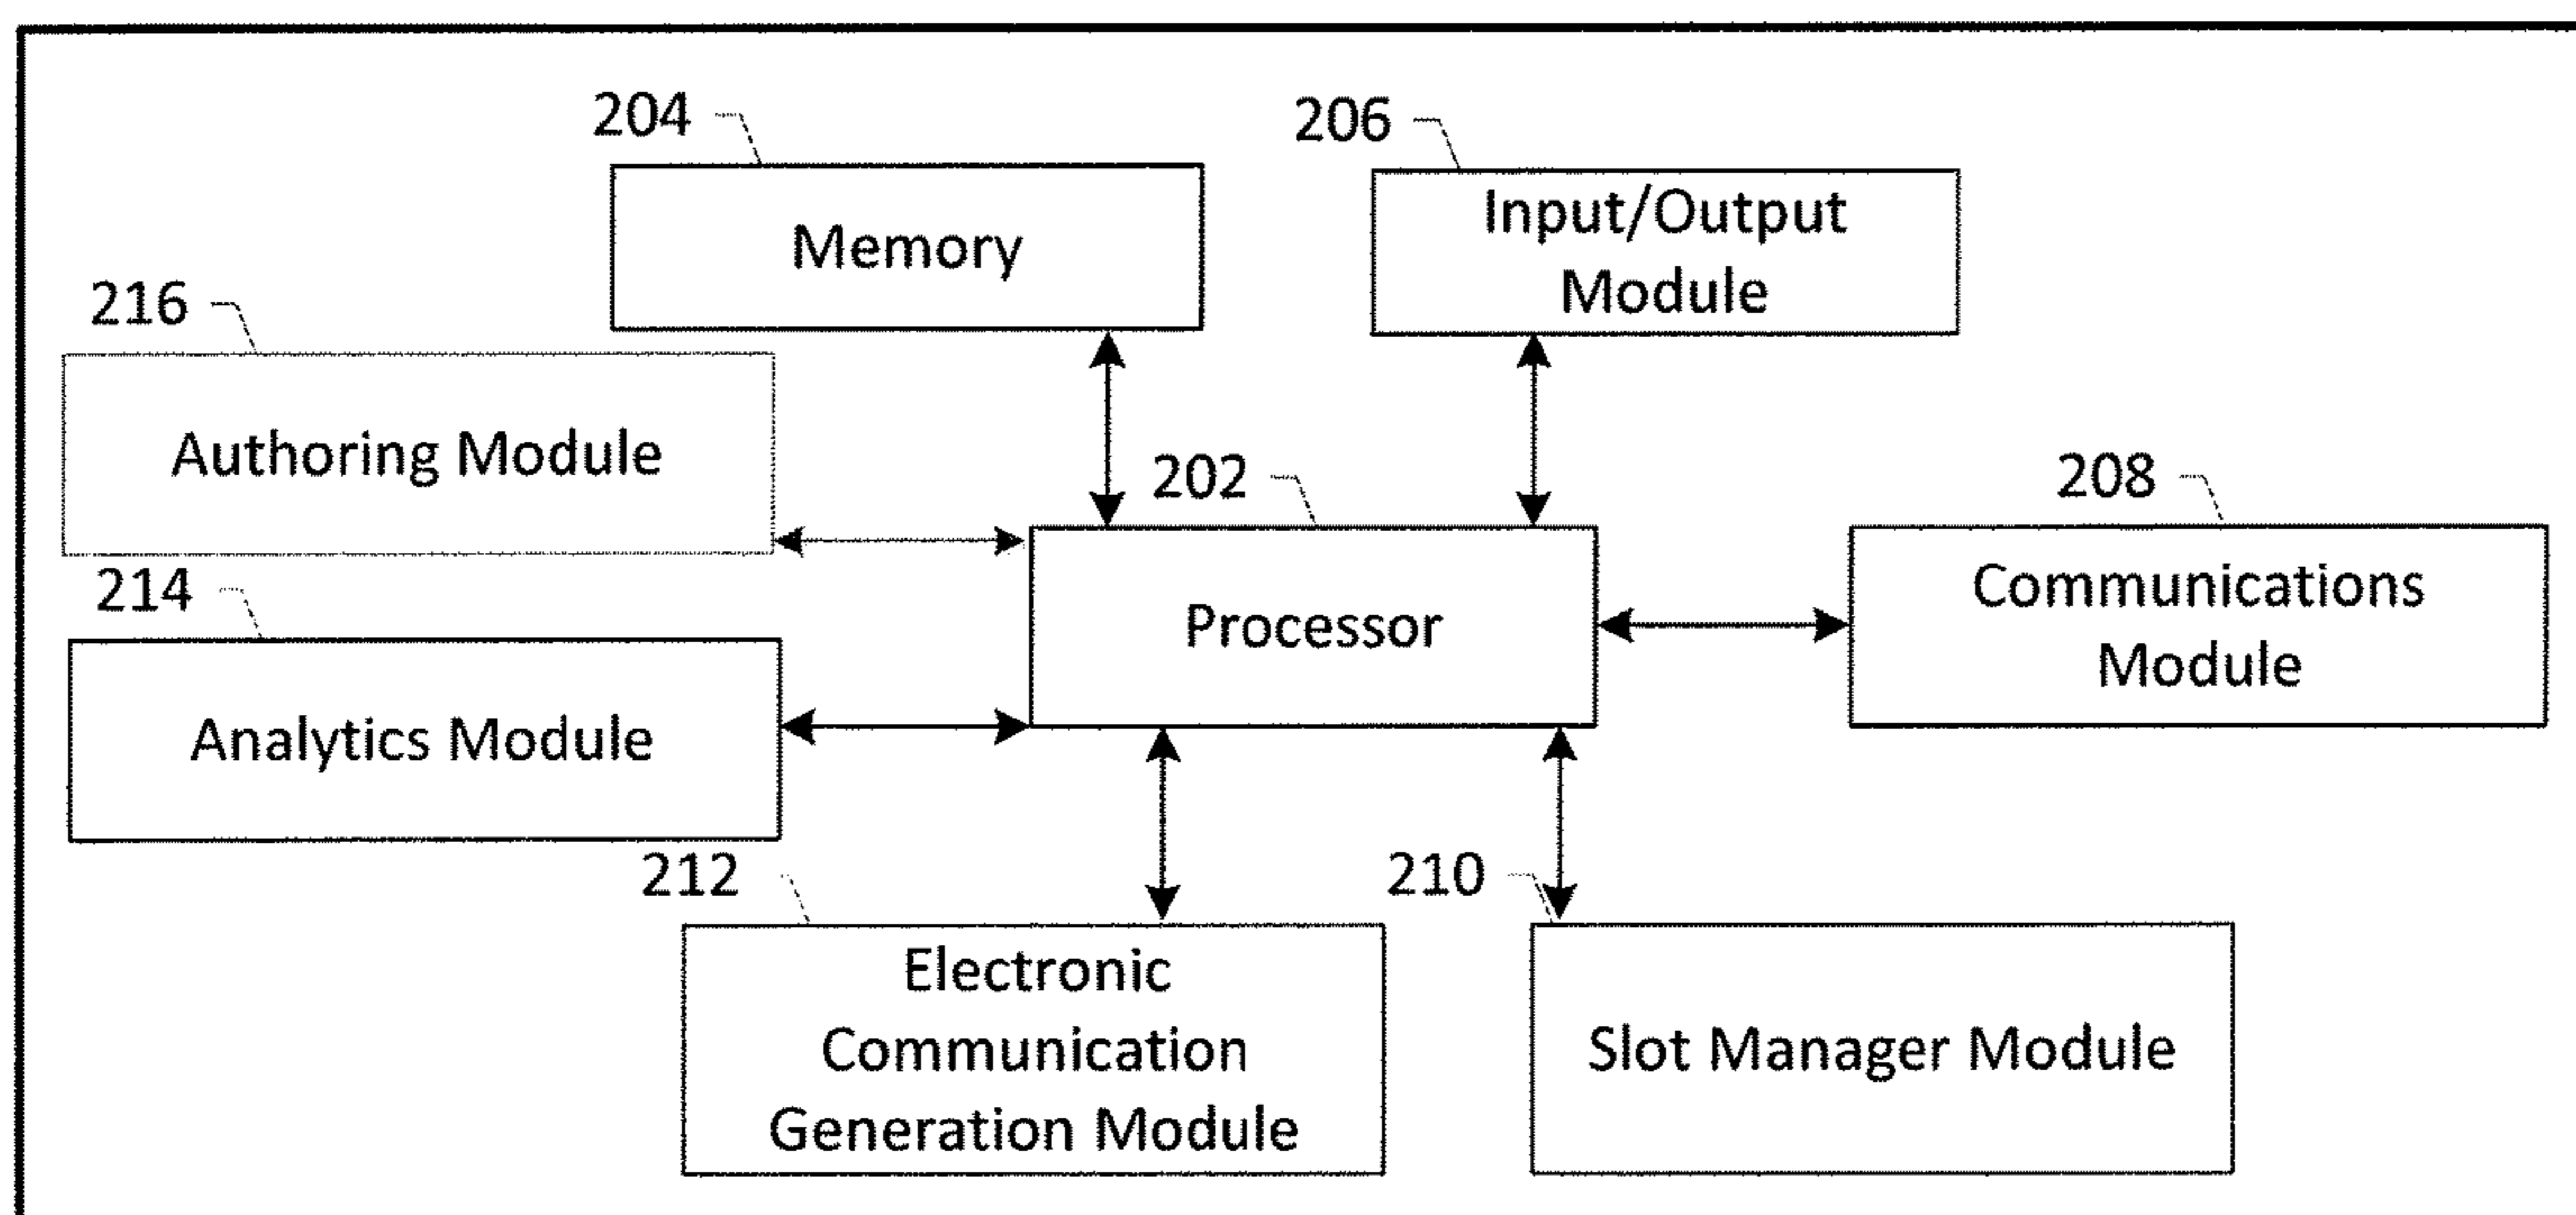 204
206
Memory
Input/Output
Module
216
Authoring Module
202
208
Processor
Communications
Module
214
Analytics Module
212
210
Electronic
Communication
Generation Module
Slot Manager Module